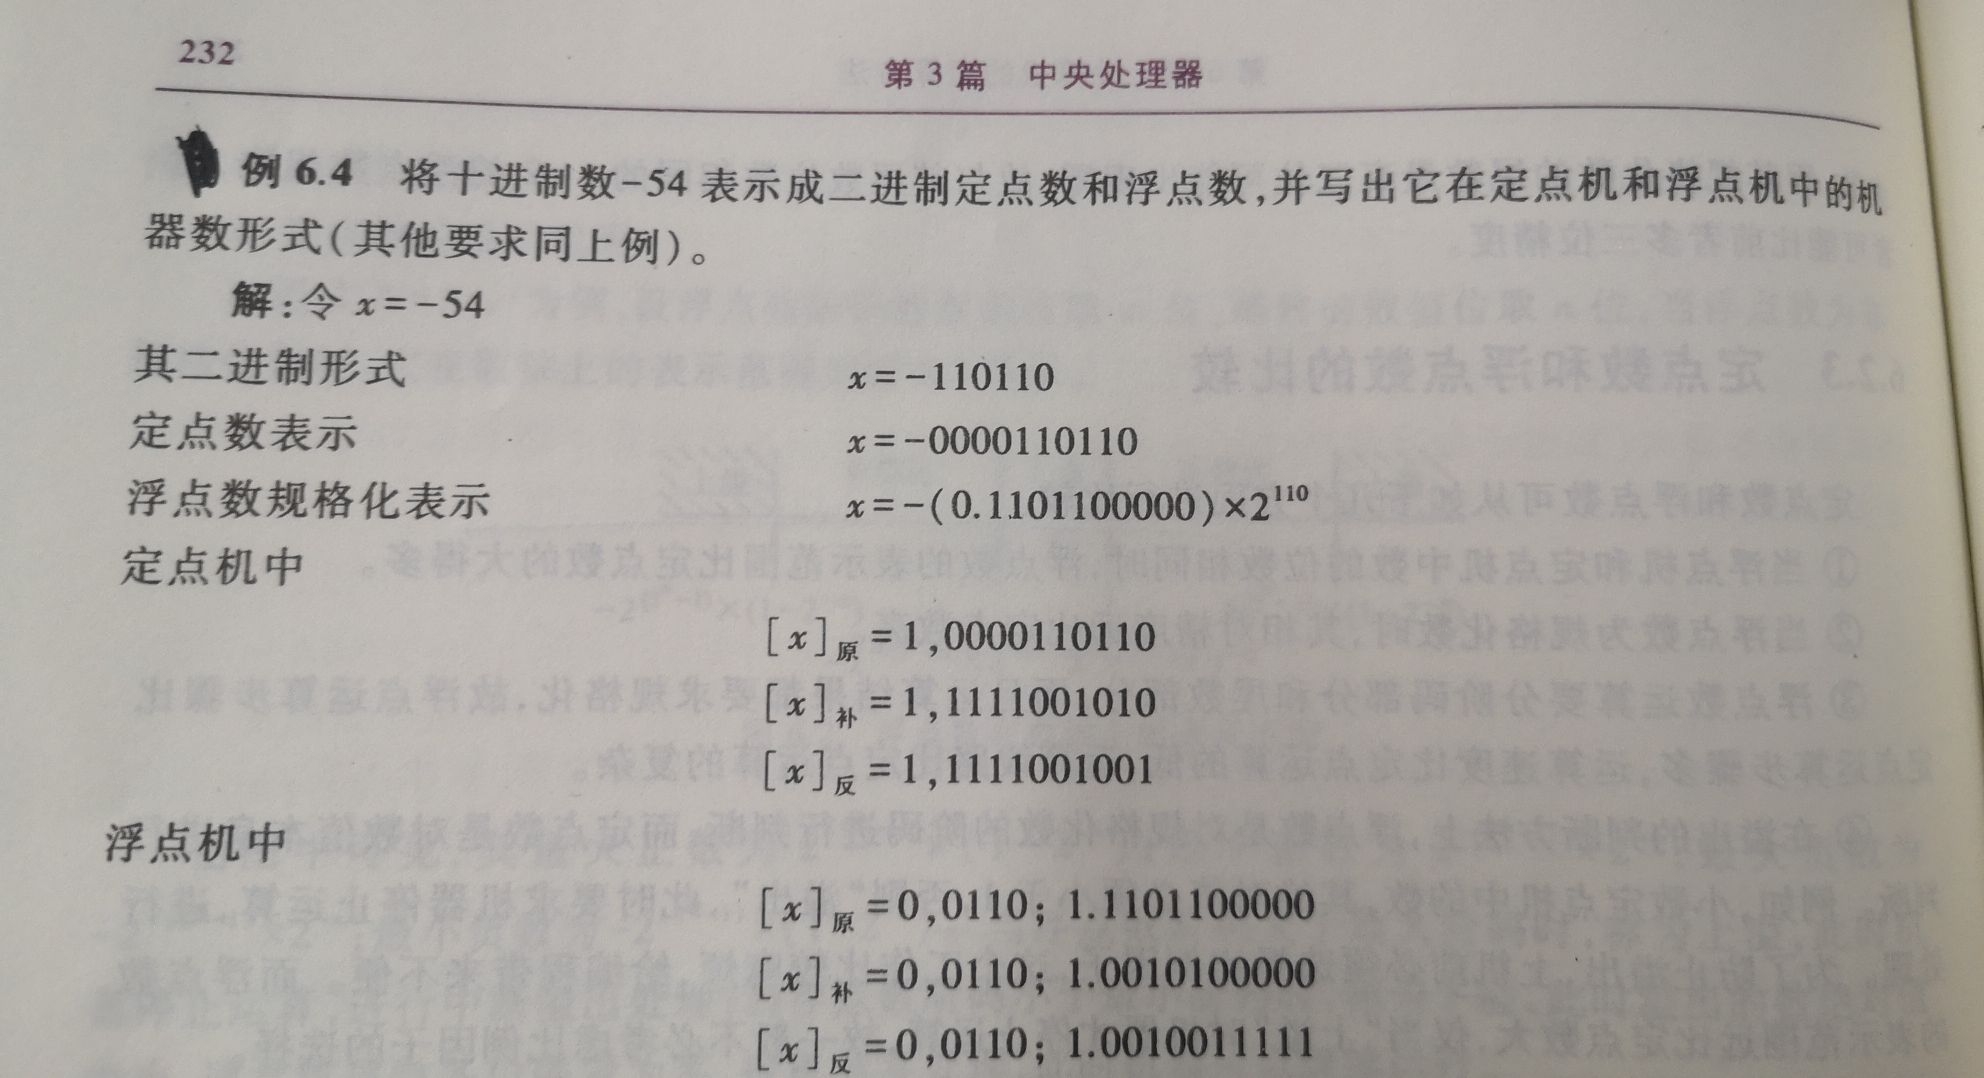 232
第 3 篇 中央处理器
例 6.4 将十进制数-54 表示成二进制定点数和浮点数,并写出它在定点机和浮点机中的机
器数形式(其他要求同上例)。
解:令 x=-54
其二进制形式 x=-110110
定点数表示 x=-0000110110
浮点数规格化表示 x=-(0.1101100000)×2¹¹⁰
定点机中
[x]原=1,0000110110
[x]补=1,1111001010
[x]反=1,1111001001
浮点机中
[x]原=0,0110; 1.1101100000
[x]补=0,0110; 1.0010100000
[x]反=0,0110; 1.0010011111